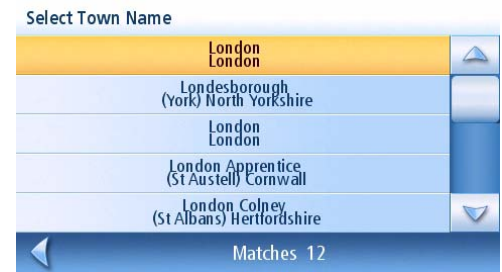 Select Town Name
London
London
Londesborough
(York) North Yorkshire
London
London
London Apprentice
(St Austell) Cornwall
London Colney
(St Albans) Hertfordshire
Matches 12